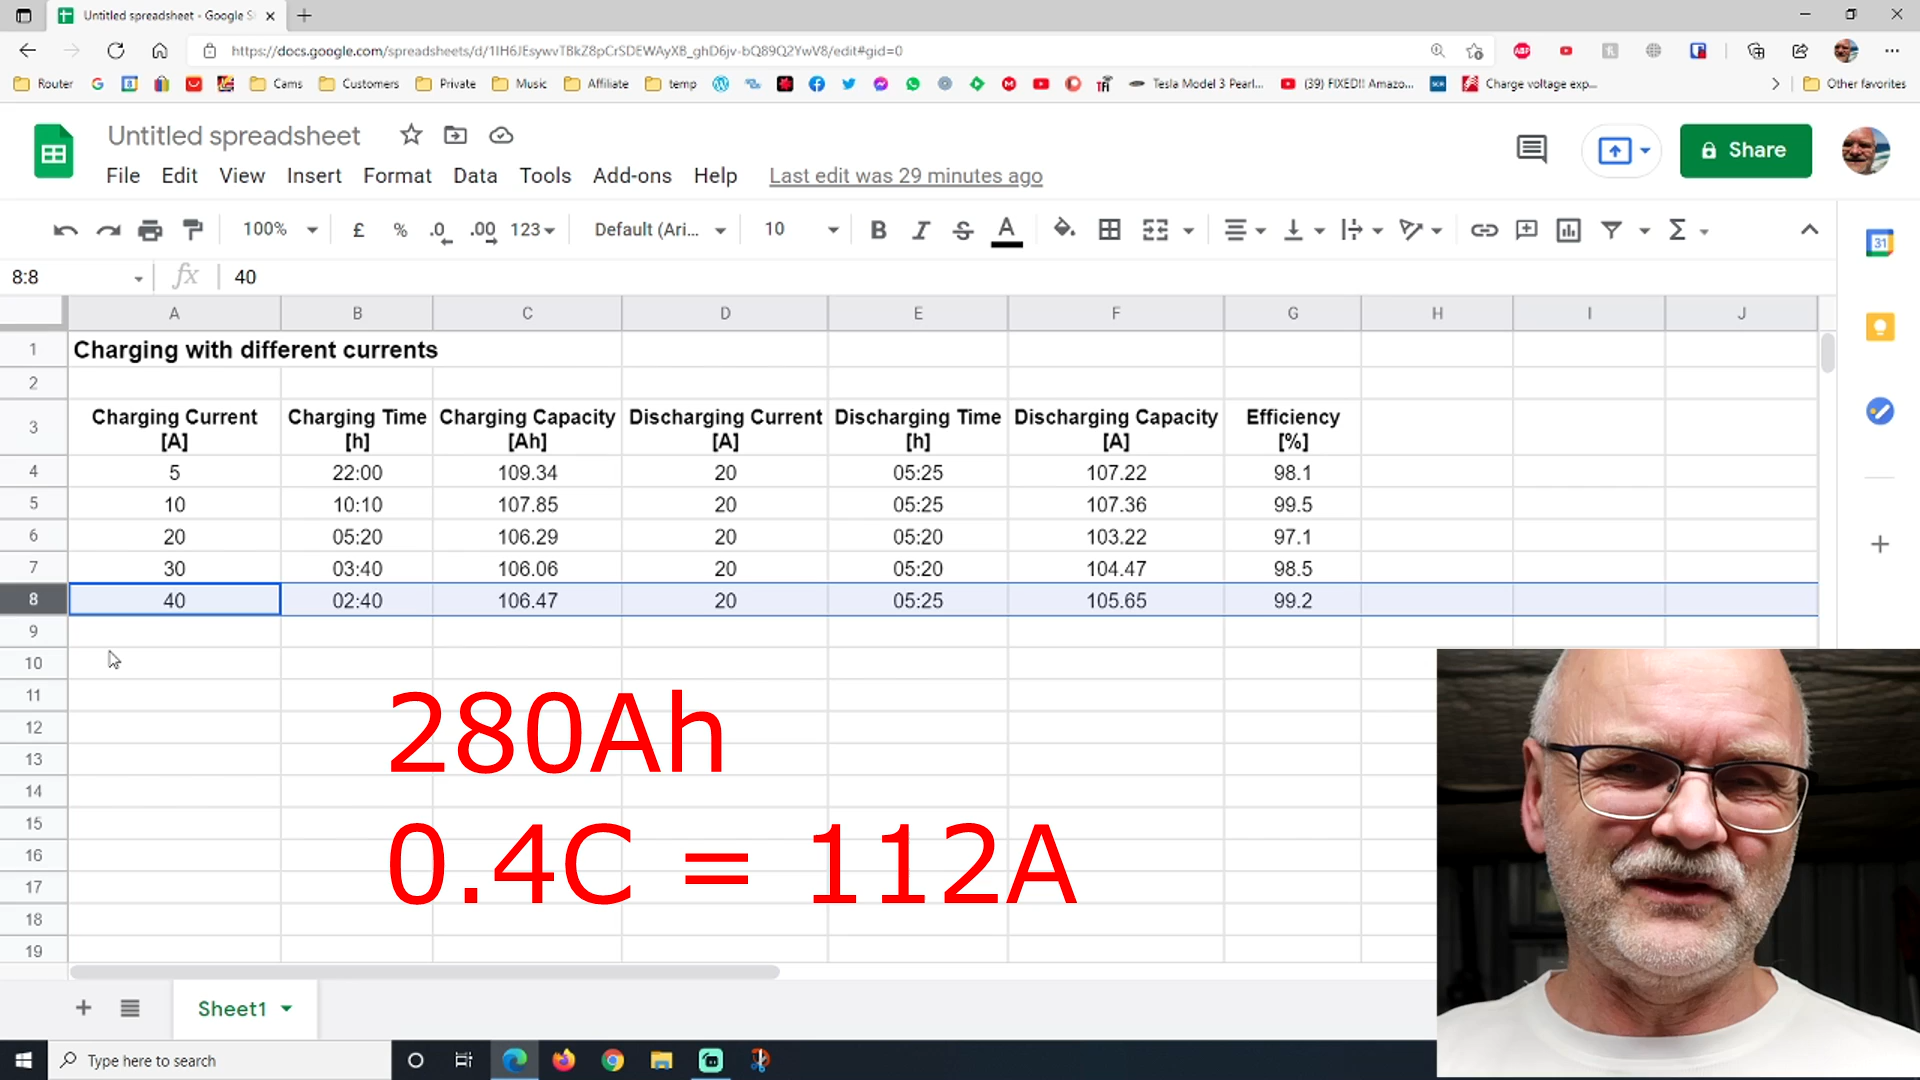 Untitled spreadsheet - Google S
https://docs.google.com/spreadsheets/d/1IH6JEsywvTBkZ8pCrSDEWAyXB_ghD6jv-bQ89Q2YwV8/edit#gid=0
Router Cams Customers Private Music Affiliate temp Tesla Model 3 Pearl... (39) FIXED!! Amazo... Charge voltage exp... Other favorites
Untitled spreadsheet
Share
File Edit View Insert Format Data Tools Add-ons Help Last edit was 29 minutes ago
100% £ % .0 .00 123 Default (Ari... 10 B I S A Σ 31
8:8 fx 40
A B C D E F G H I J
1 Charging with different currents
2
3 Charging Current [A] Charging Time [h] Charging Capacity [Ah] Discharging Current [A] Discharging Time [h] Discharging Capacity [A] Efficiency [%]
4 5 22:00 109.34 20 05:25 107.22 98.1
5 10 10:10 107.85 20 05:25 107.36 99.5
6 20 05:20 106.29 20 05:20 103.22 97.1
7 30 03:40 106.06 20 05:20 104.47 98.5
8 40 02:40 106.47 20 05:25 105.65 99.2
9
10
11
12
13
14
15
16
17
18
19
280Ah
0.4C = 112A
Sheet1
Type here to search